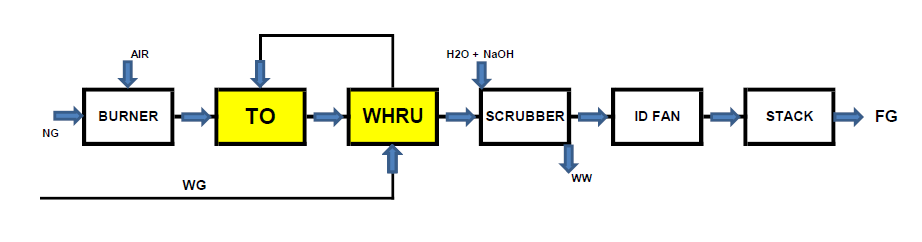 AIR
H2O + NaOH
NG
BURNER
TO
WHRU
SCRUBBER
ID FAN
STACK
FG
WG
WW